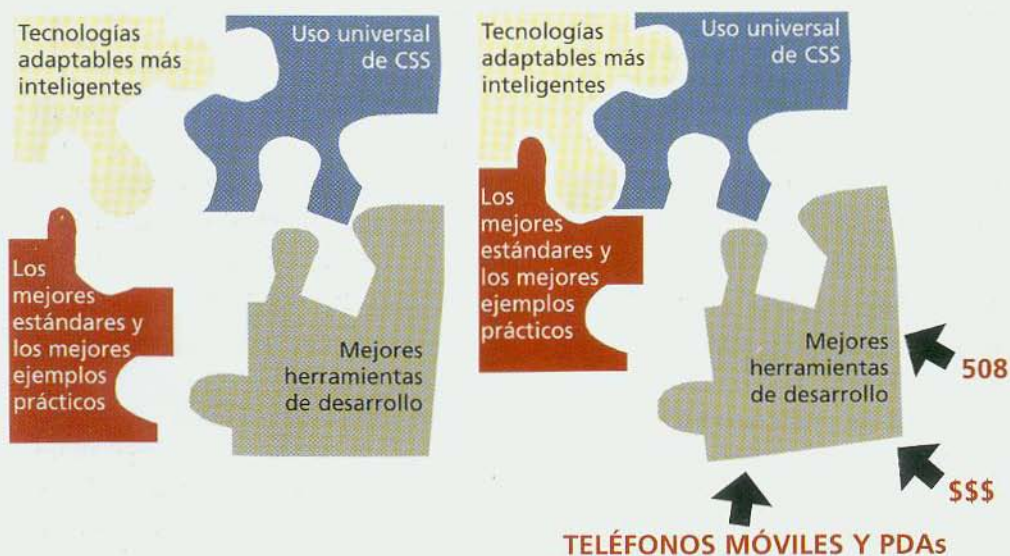 Tecnologías
adaptables más
inteligentes
Uso universal
de CSS
Los
mejores
estándares y
los mejores
ejemplos
prácticos
Mejores
herramientas
de desarrollo
Tecnologías
adaptables más
inteligentes
Uso universal
de CSS
Los
mejores
estándares y
los mejores
ejemplos
prácticos
Mejores
herramientas
de desarrollo
508
$$$
TELÉFONOS MÓVILES Y PDAs